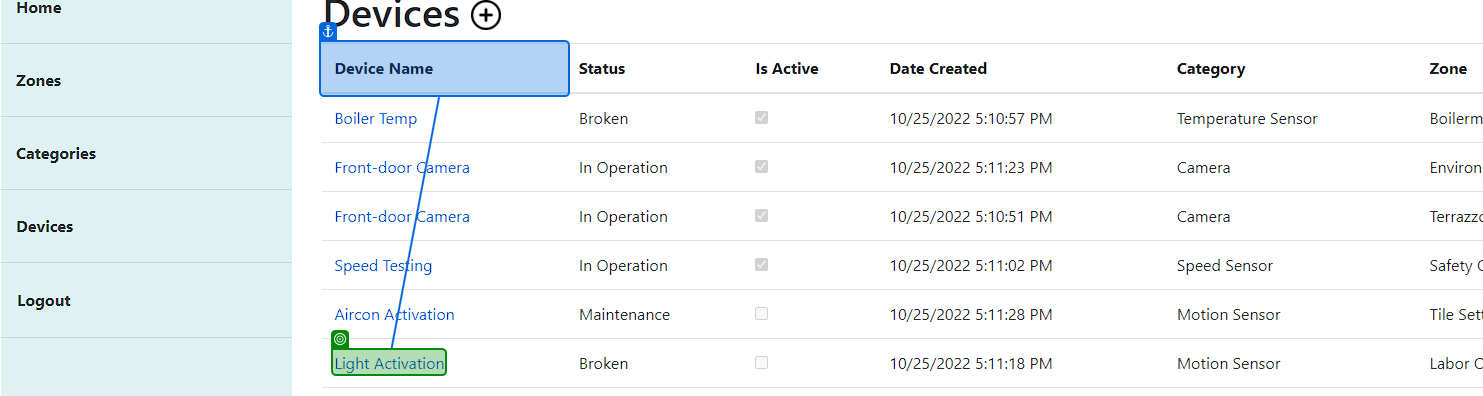 Home
Devices
Device Name Status Is Active Date Created Category Zone
Zones
Boiler Temp Broken 10/25/2022 5:10:57 PM Temperature Sensor Boilerm
Categories
Front-door Camera In Operation 10/25/2022 5:11:23 PM Camera Environ
Devices
Front-door Camera In Operation 10/25/2022 5:10:51 PM Camera Terrazzo
Speed Testing In Operation 10/25/2022 5:11:02 PM Speed Sensor Safety
Logout
Aircon Activation Maintenance 10/25/2022 5:11:28 PM Motion Sensor Tile Sett
Light Activation Broken 10/25/2022 5:11:18 PM Motion Sensor Labor